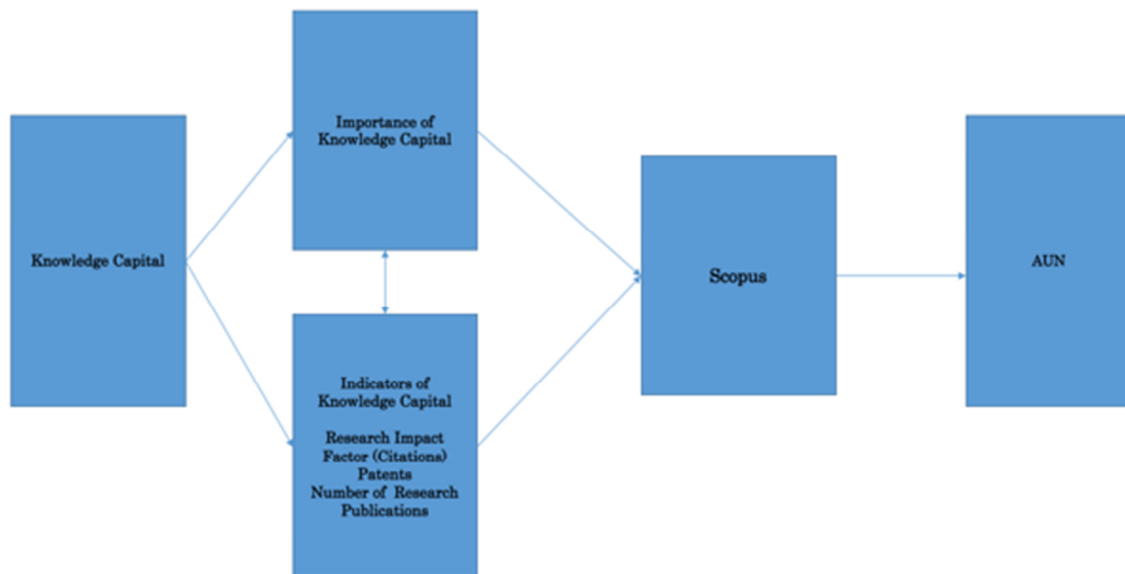 Knowledge Capital
Importance of
Knowledge Capital
Indicators of
Knowledge Capital
Research Impact
Factor (Citations)
Patents
Number of Research
Publications
Scopus
AUN